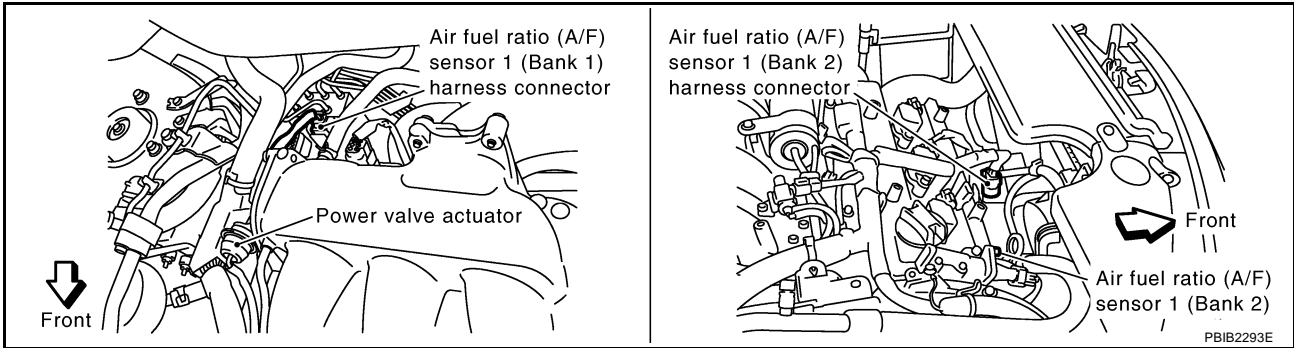 Air fuel ratio (A/F)
sensor 1 (Bank 1)
harness connector
Power valve actuator
Front
Air fuel ratio (A/F)
sensor 1 (Bank 2)
harness connector
Front
Air fuel ratio (A/F)
sensor 1 (Bank 2)
PBIB2293E